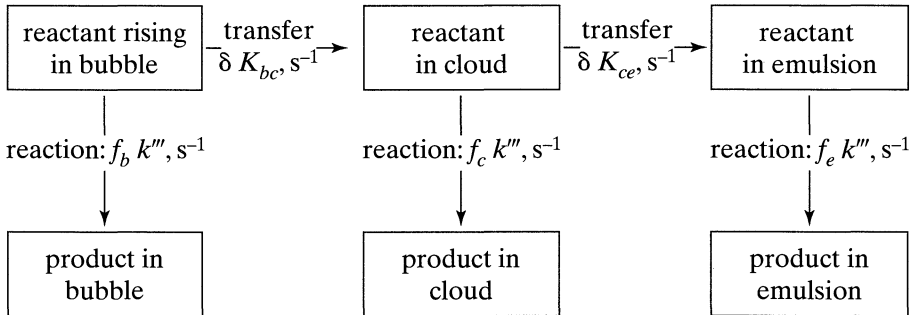 reactant rising
in bubble
transfer
δ K_bc, s⁻¹
reactant
in cloud
transfer
δ K_ce, s⁻¹
reactant
in emulsion
reaction: f_b k‴, s⁻¹
reaction: f_c k‴, s⁻¹
reaction: f_e k‴, s⁻¹
product in
bubble
product in
cloud
product in
emulsion